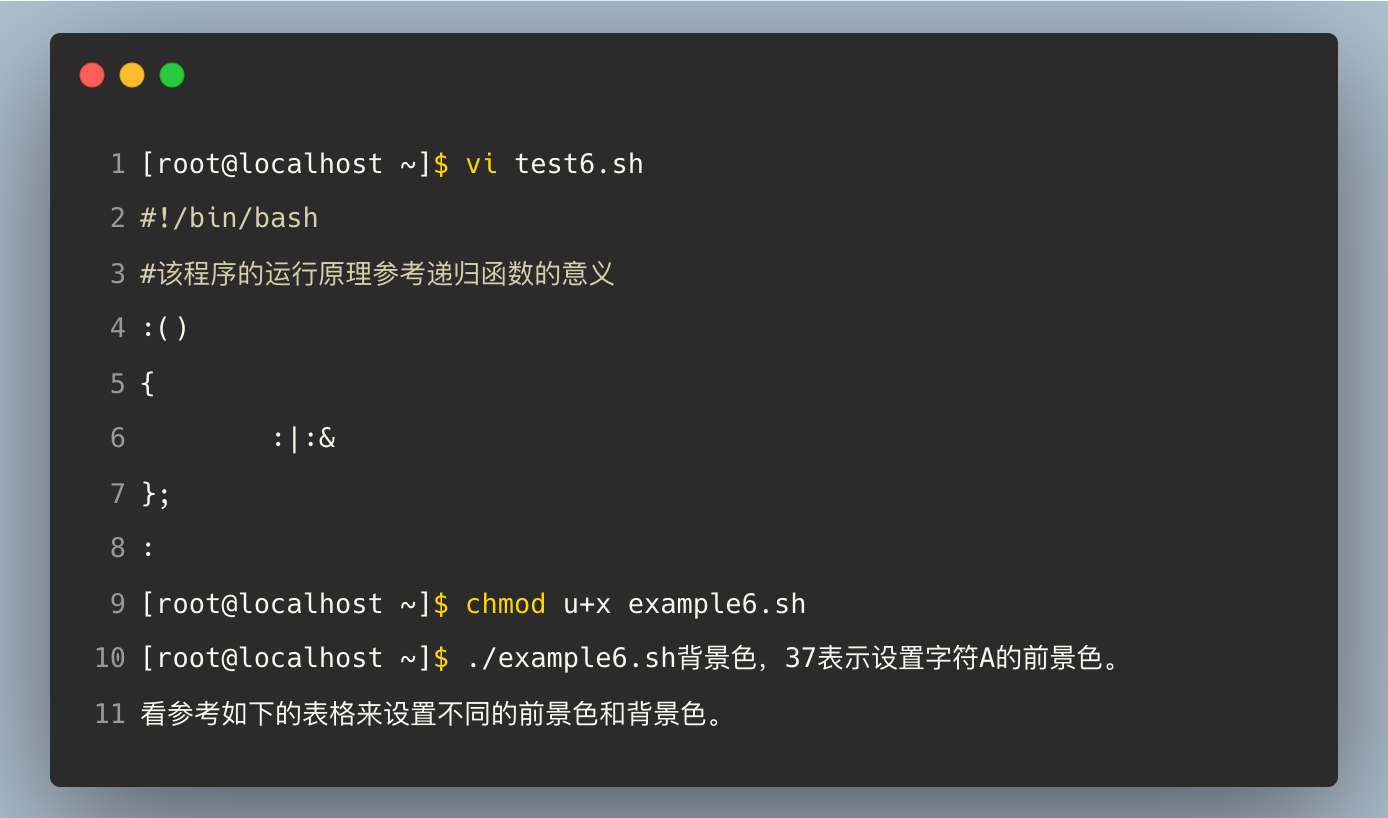 1 [root@localhost ~]$ vi test6.sh
2 #!/bin/bash
3 #该程序的运行原理参考递归函数的意义
4 :()
5 {
6         :|:&
7 };
8 :
9 [root@localhost ~]$ chmod u+x example6.sh
10 [root@localhost ~]$ ./example6.sh背景色，37表示设置字符A的前景色。
11 看参考如下的表格来设置不同的前景色和背景色。